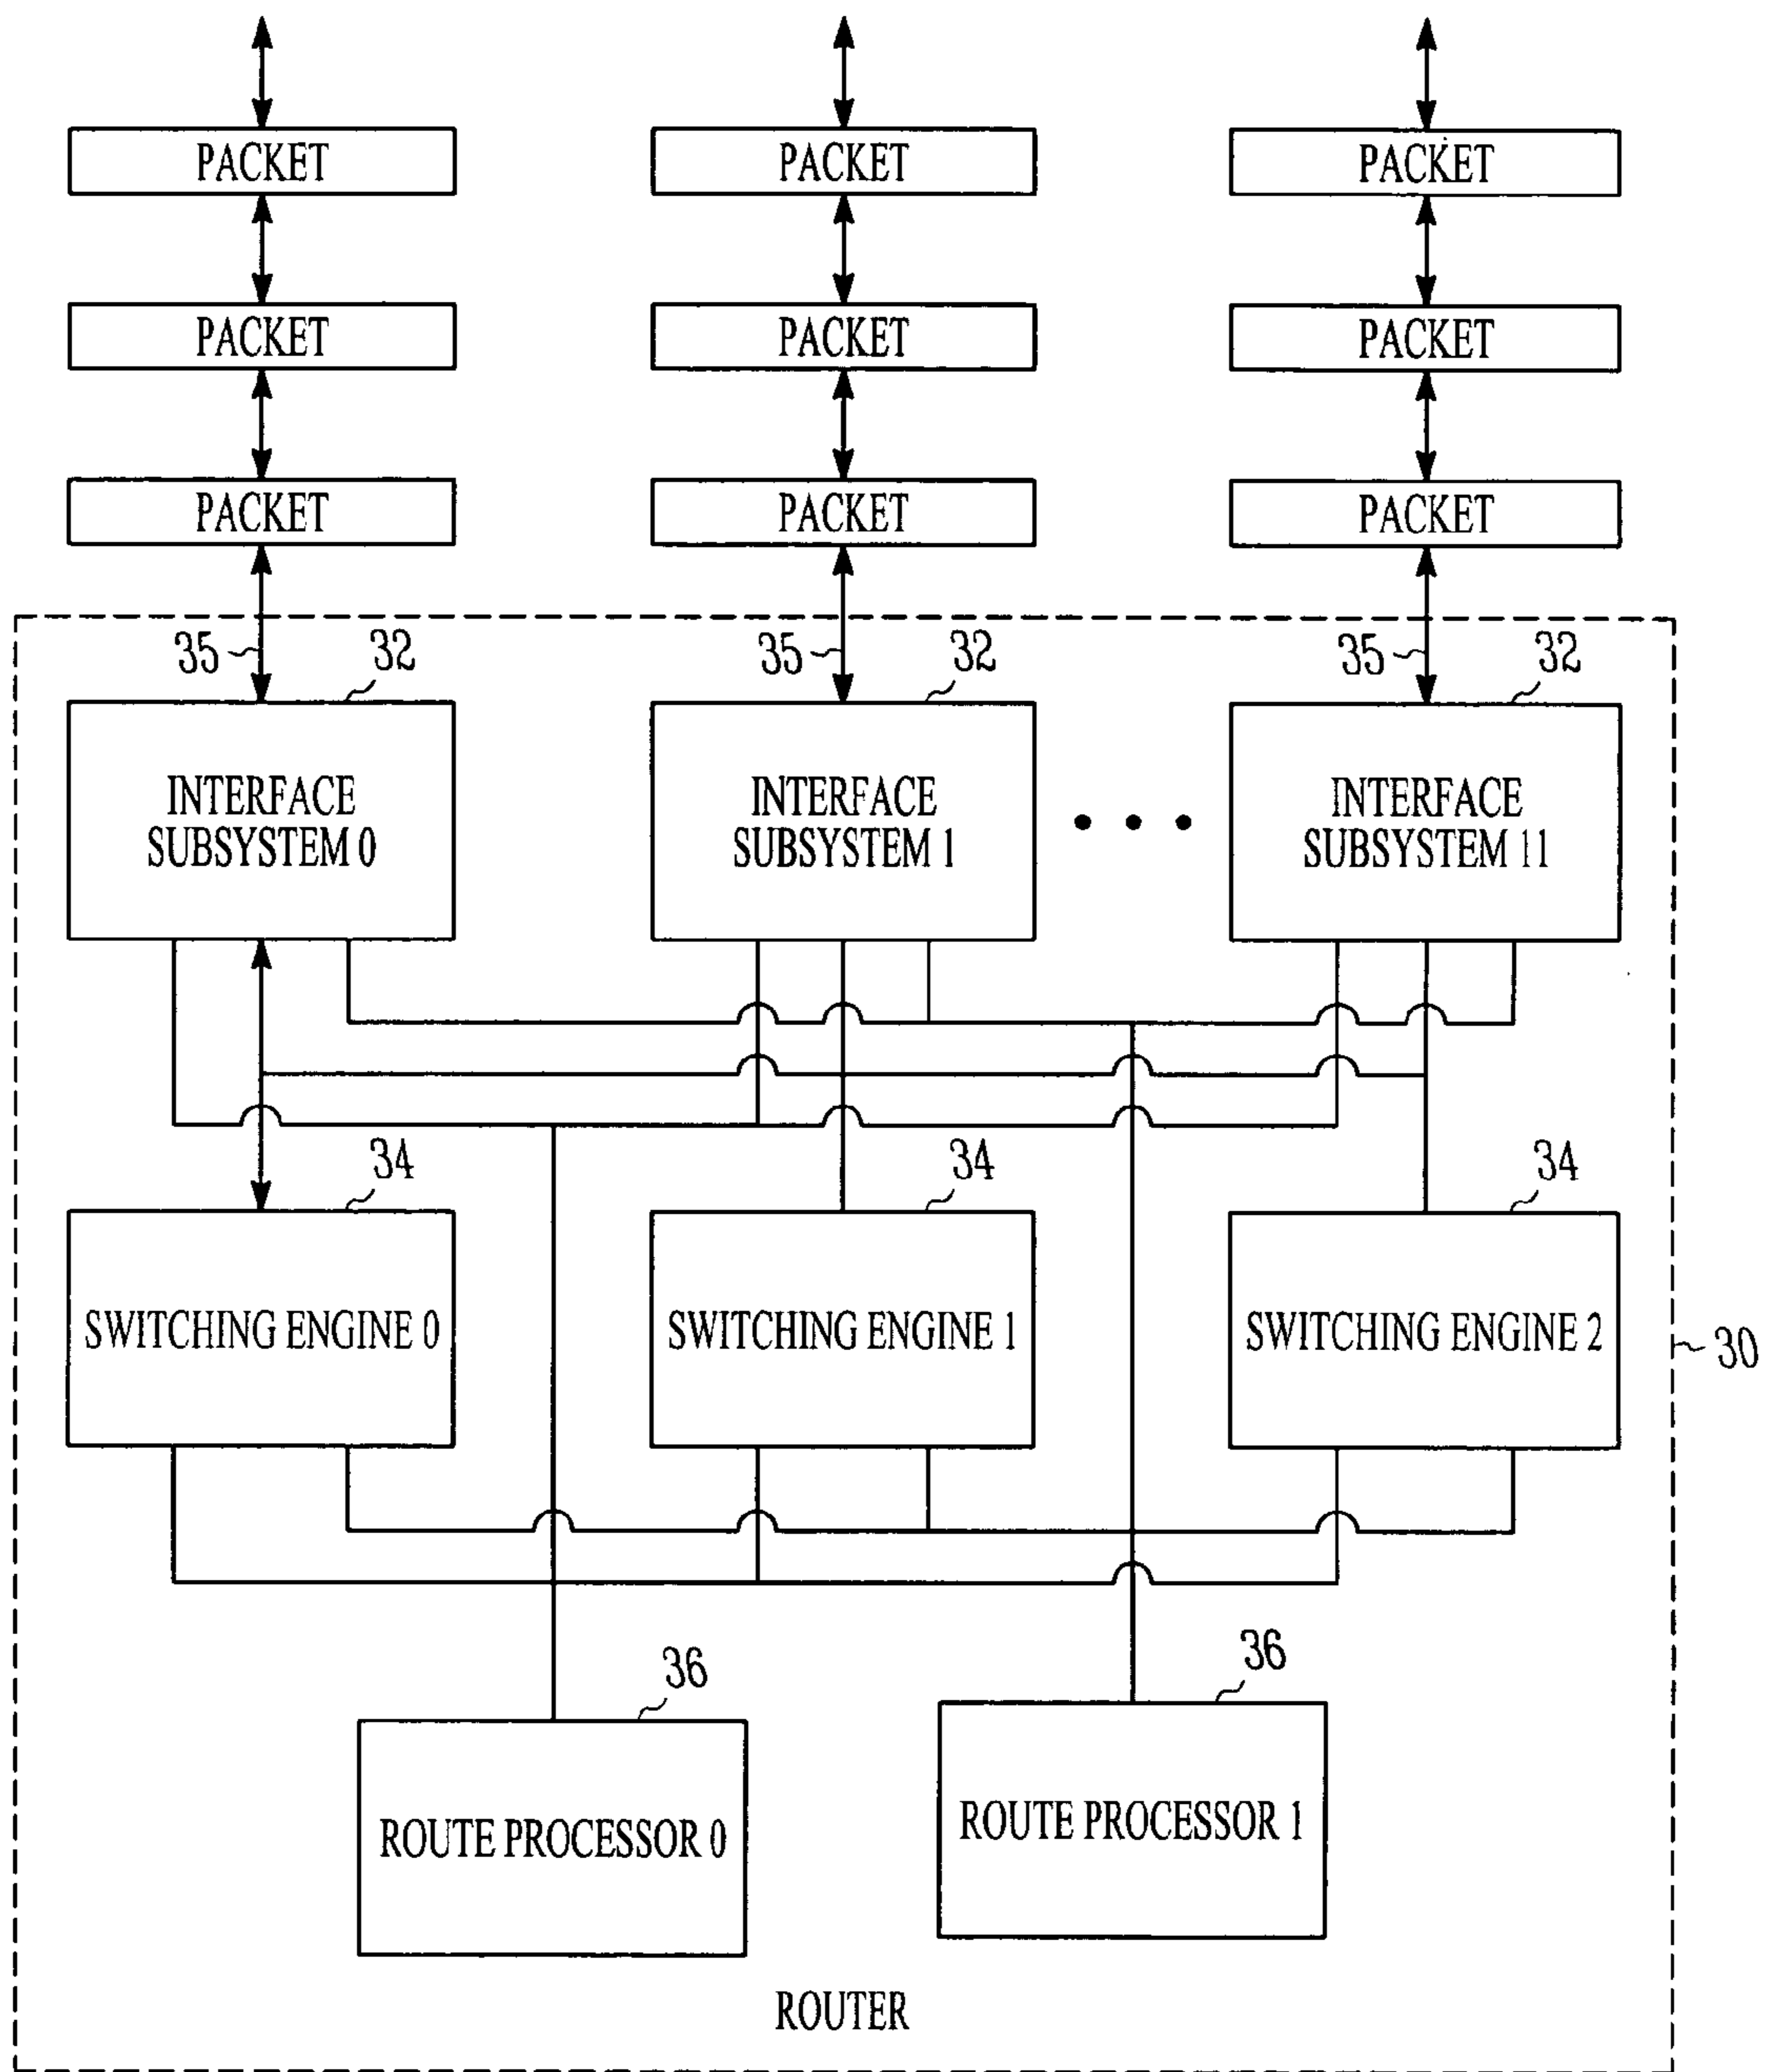 PACKET PACKET PACKET
PACKET PACKET PACKET
PACKET PACKET PACKET
35 32 35 32 35 32
INTERFACE SUBSYSTEM 0
INTERFACE SUBSYSTEM 1
INTERFACE SUBSYSTEM 11
34 34 34
SWITCHING ENGINE 0 SWITCHING ENGINE 1 SWITCHING ENGINE 2
30
36 36
ROUTE PROCESSOR 0 ROUTE PROCESSOR 1
ROUTER